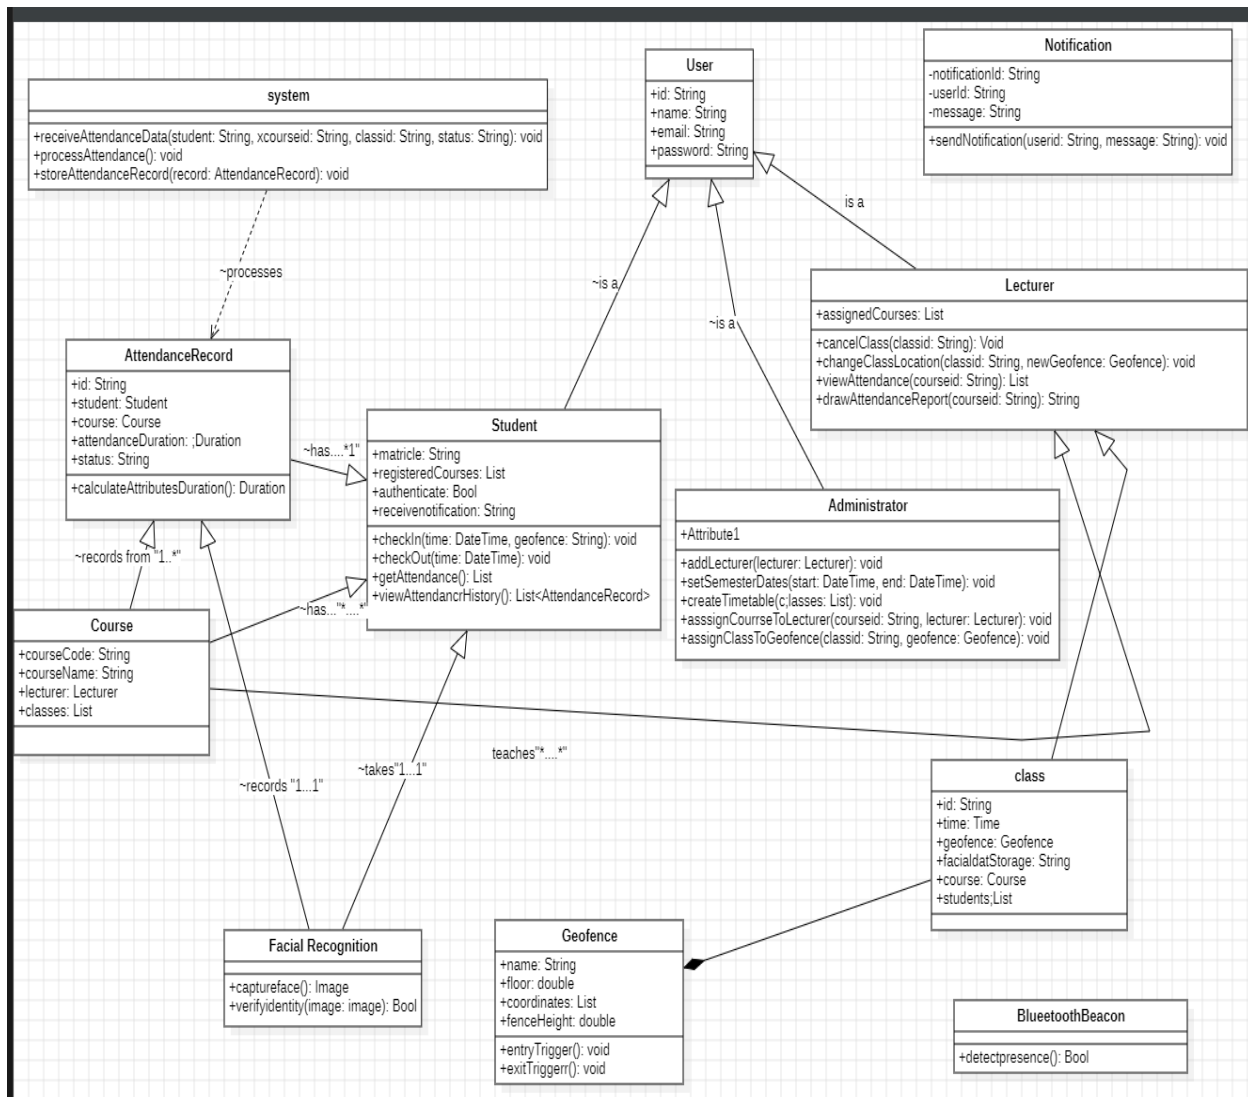 system
+receiveAttendanceData(student: String, xcourseid: String, classid: String, status: String): void
+processAttendance(): void
+storeAttendanceRecord(record: AttendanceRecord): void
User
+id: String
+name: String
+email: String
+password: String
Notification
-notificationId: String
-userId: String
-message: String
+sendNotification(userid: String, message: String): void
is a
~processes
~is a
~is a
Lecturer
+assignedCourses: List
+cancelClass(classid: String): Void
+changeClassLocation(classid: String, newGeofence: Geofence): void
+viewAttendance(courseid: String): List
+drawAttendanceReport(courseid: String): String
AttendanceRecord
+id: String
+student: Student
+course: Course
+attendanceDuration: ;Duration
+status: String
+calculateAttributesDuration(): Duration
~has....*1"
Student
+matricle: String
+registeredCourses: List
+authenticate: Bool
+receivenotification: String
+checkIn(time: DateTime, geofence: String): void
+checkOut(time: DateTime): void
+getAttendance(): List
+viewAttendancrHistory(): List<AttendanceRecord>
Administrator
+Attribute1
+addLecturer(lecturer: Lecturer): void
+setSemesterDates(start: DateTime, end: DateTime): void
+createTimetable(c;lasses: List): void
+asssignCourrseToLecturer(courseid: String, lecturer: Lecturer): void
+assignClassToGeofence(classid: String, geofence: Geofence): void
~records from "1..*"
~has..."*....*"
Course
+courseCode: String
+courseName: String
+lecturer: Lecturer
+classes: List
teaches"*....*"
~takes"1...1"
~records "1...1"
class
+id: String
+time: Time
+geofence: Geofence
+facialdatStorage: String
+course: Course
+students;List
Facial Recognition
+captureface(): Image
+verifyidentity(image: image): Bool
Geofence
+name: String
+floor: double
+coordinates: List
+fenceHeight: double
+entryTrigger(): void
+exitTriggerr(): void
BlueetoothBeacon
+detectpresence(): Bool